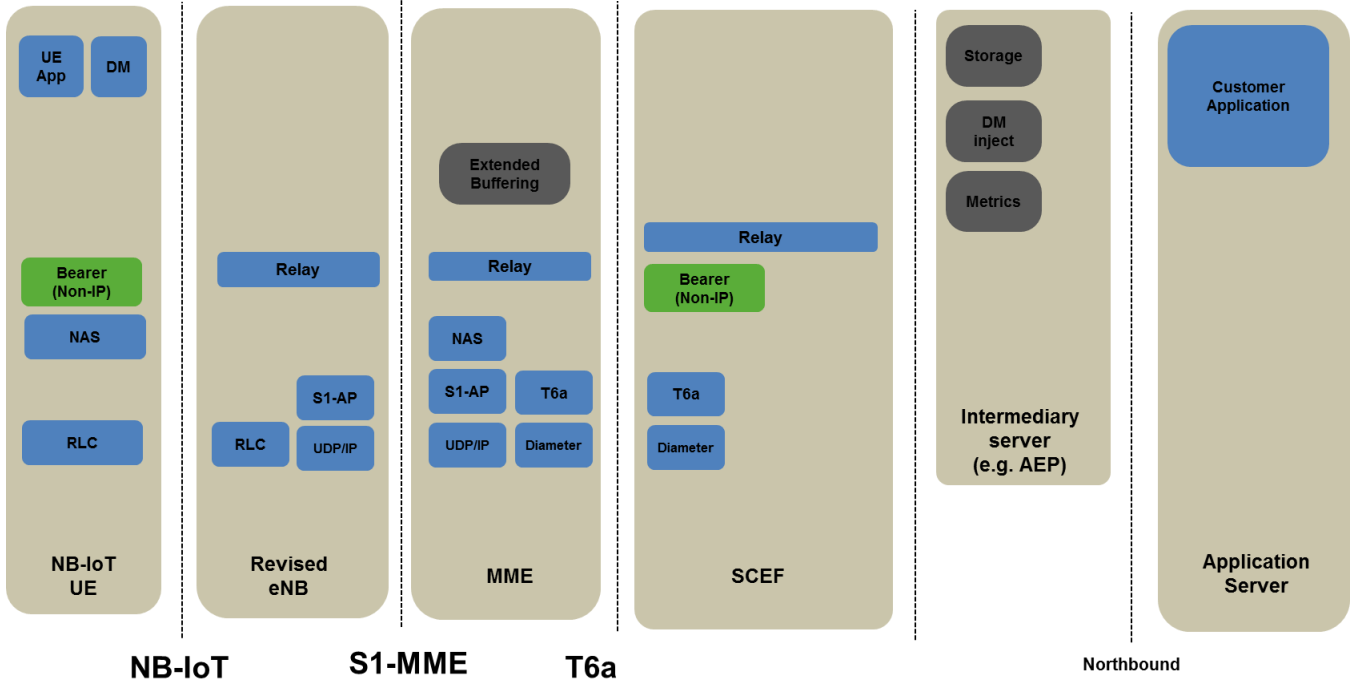 UE
App
DM
Bearer
(Non-IP)
NAS
RLC
NB-IoT
UE
Relay
S1-AP
RLC
UDP/IP
Revised
eNB
Extended
Buffering
Relay
NAS
S1-AP
T6a
UDP/IP
Diameter
MME
Relay
Bearer
(Non-IP)
T6a
Diameter
SCEF
Storage
DM
inject
Metrics
Intermediary
server
(e.g. AEP)
Customer
Application
Application
Server
NB-IoT
S1-MME
T6a
Northbound